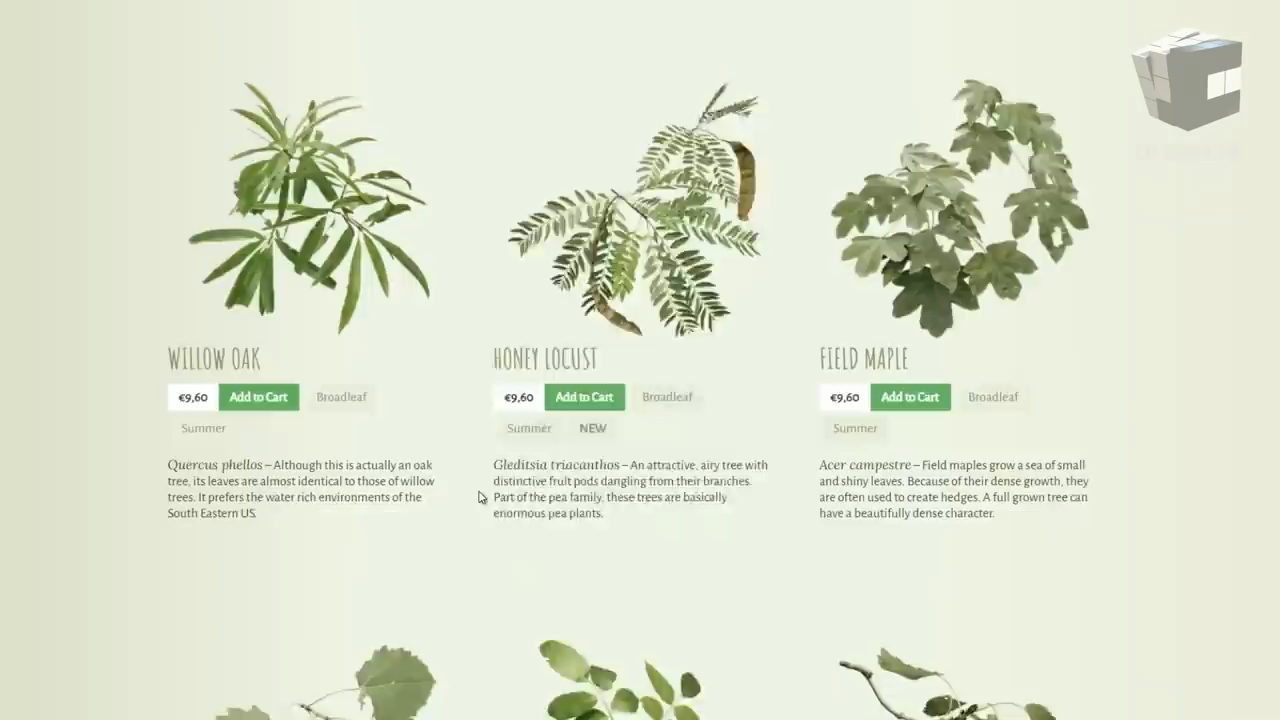 WILLOW OAK
€9,60 Add to Cart Broadleaf
Summer
Quercus phellos – Although this is actually an oak
tree, its leaves are almost identical to those of willow
trees. It prefers the water rich environments of the
South Eastern US.
HONEY LOCUST
€9,60 Add to Cart Broadleaf
Summer NEW
Gleditsia triacanthos – An attractive, airy tree with
distinctive fruit pods dangling from their branches.
Part of the pea family, these trees are basically
enormous pea plants.
FIELD MAPLE
€9,60 Add to Cart Broadleaf
Summer
Acer campestre – Field maples grow a sea of small
and shiny leaves. Because of their dense growth, they
are often used to create hedges. A full grown tree can
have a beautifully dense character.